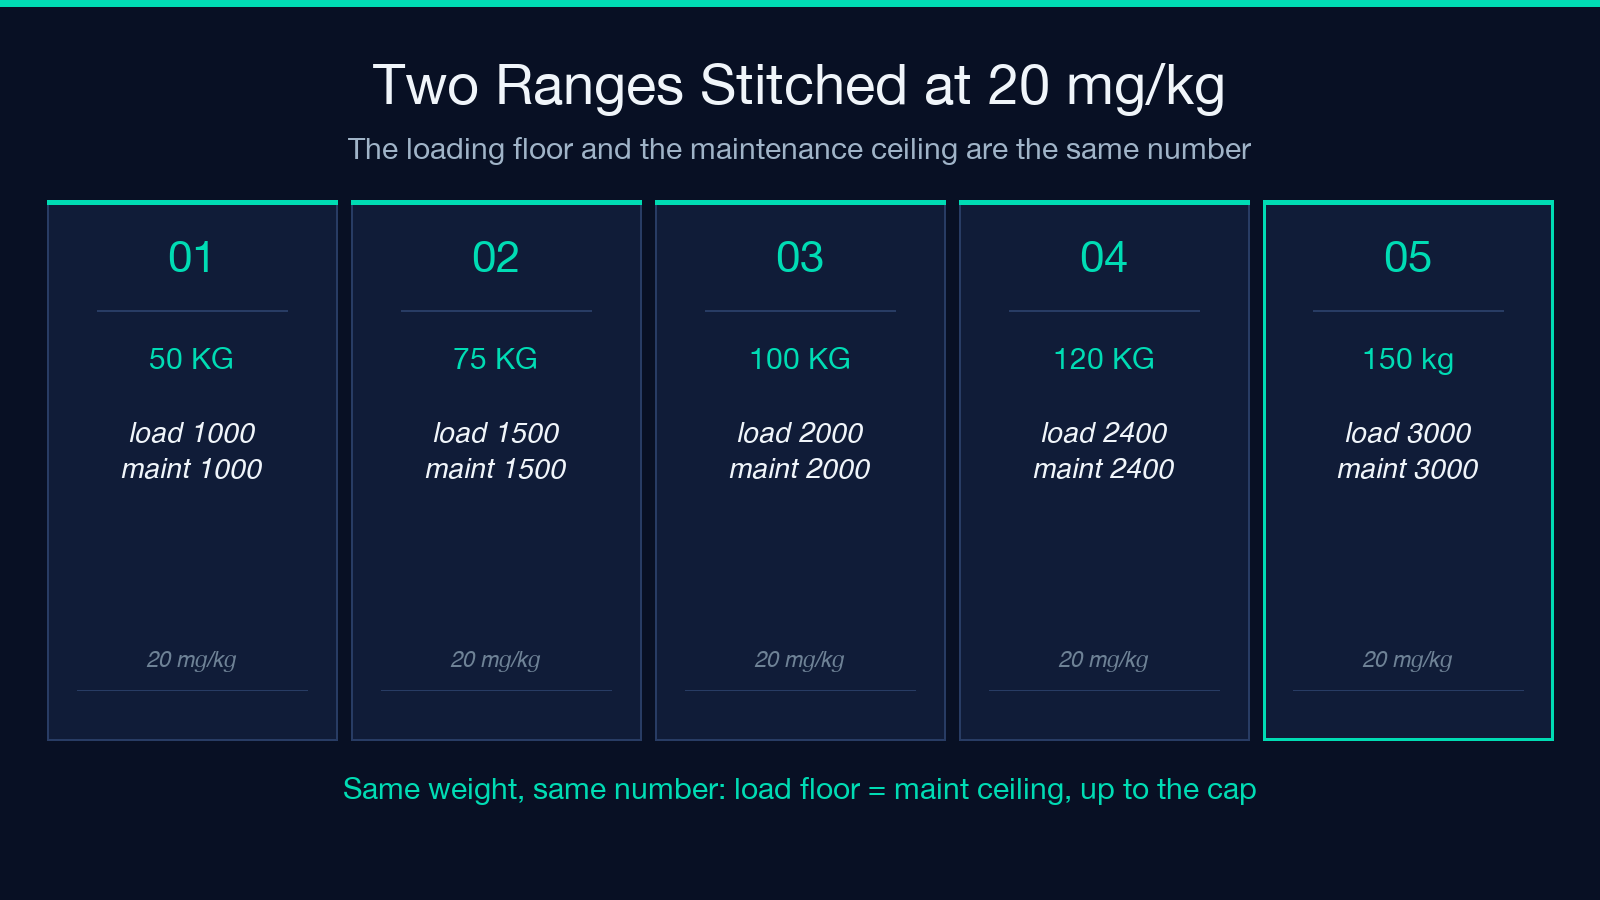 Two Ranges Stitched at 20 mg/kg
The loading floor and the maintenance ceiling are the same number
01
50 KG
load 1000
maint 1000
20 mg/kg
02
75 KG
load 1500
maint 1500
20 mg/kg
03
100 KG
load 2000
maint 2000
20 mg/kg
04
120 KG
load 2400
maint 2400
20 mg/kg
05
150 kg
load 3000
maint 3000
20 mg/kg
Same weight, same number: load floor = maint ceiling, up to the cap